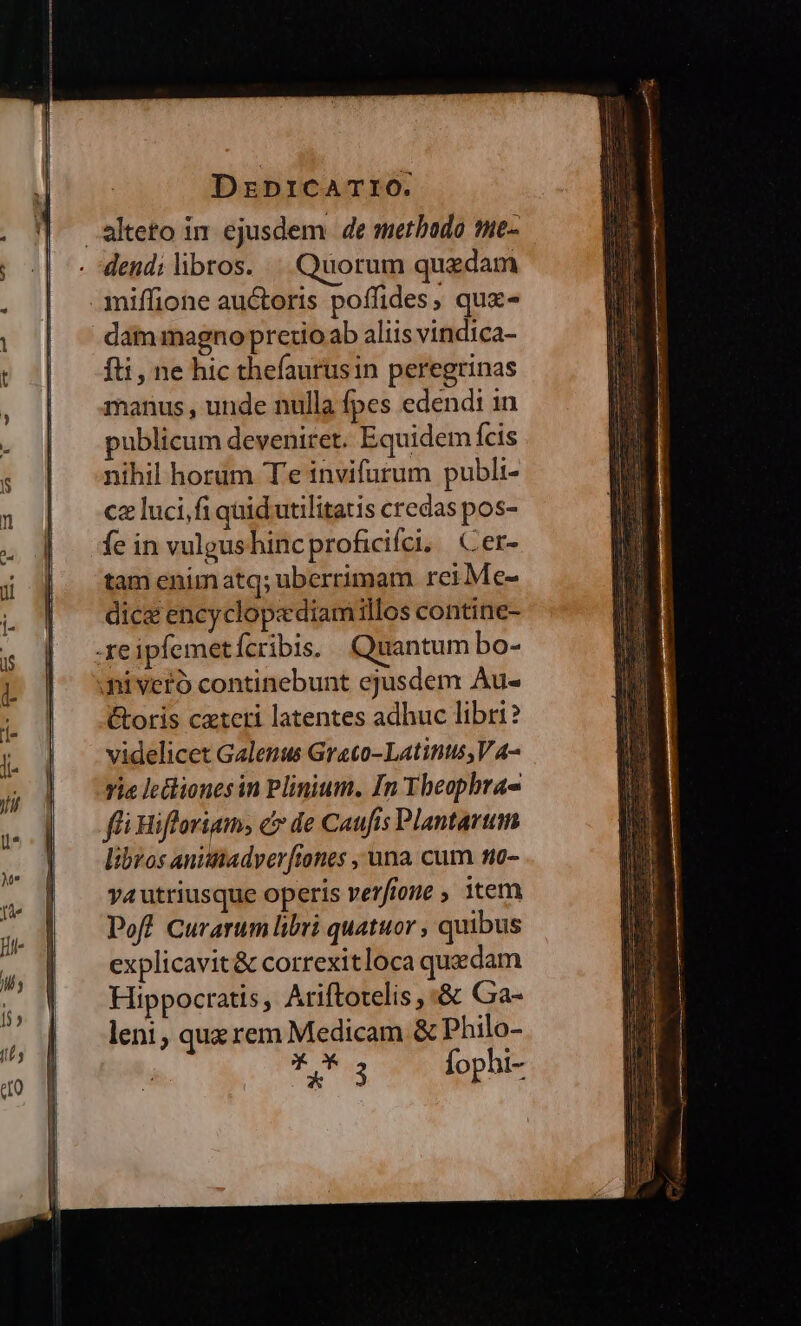 DEDICATIO.
altero in ejusdem de methodo me-
dendi libros. Quorum quædam
miſſione auctoris poſſides, quæ-
dam magno pretio ab aliis vindica-
ſti, ne hic theſaurus in peregrinas
manus, unde nulla ſpes edendi in
publicum deveniret. Equidem ſcis
nihil horum Te inviſurum publi-
cæ luci, ſi quid utilitatis credas pos-
ſe in vulgus hinc proficiſci. Cer-
tam enim atq; uberrimam rei Me-
dicæ encyclopædiam illos contine-
re ipſemet ſcribis. Quantum bo-
ni verò continebunt ejusdem Au-
ctoris cæteri latentes adhuc libri?
videlicet Galenus Græco-Latinus, Va-
riæ lectiones in Plinium. In Theophra-
ſti Hiſtoriam, & de Cauſis Plantarum
libros animadverſiones, una cum no-
va utriusque operis verſione, item
Poſt Curarum libri quatuor, quibus
explicavit & correxit loca quædam
Hippocratis, Ariſtotelis, & Ga-
leni, quæ rem Medicam & Philo-
*** 3 ſophi-